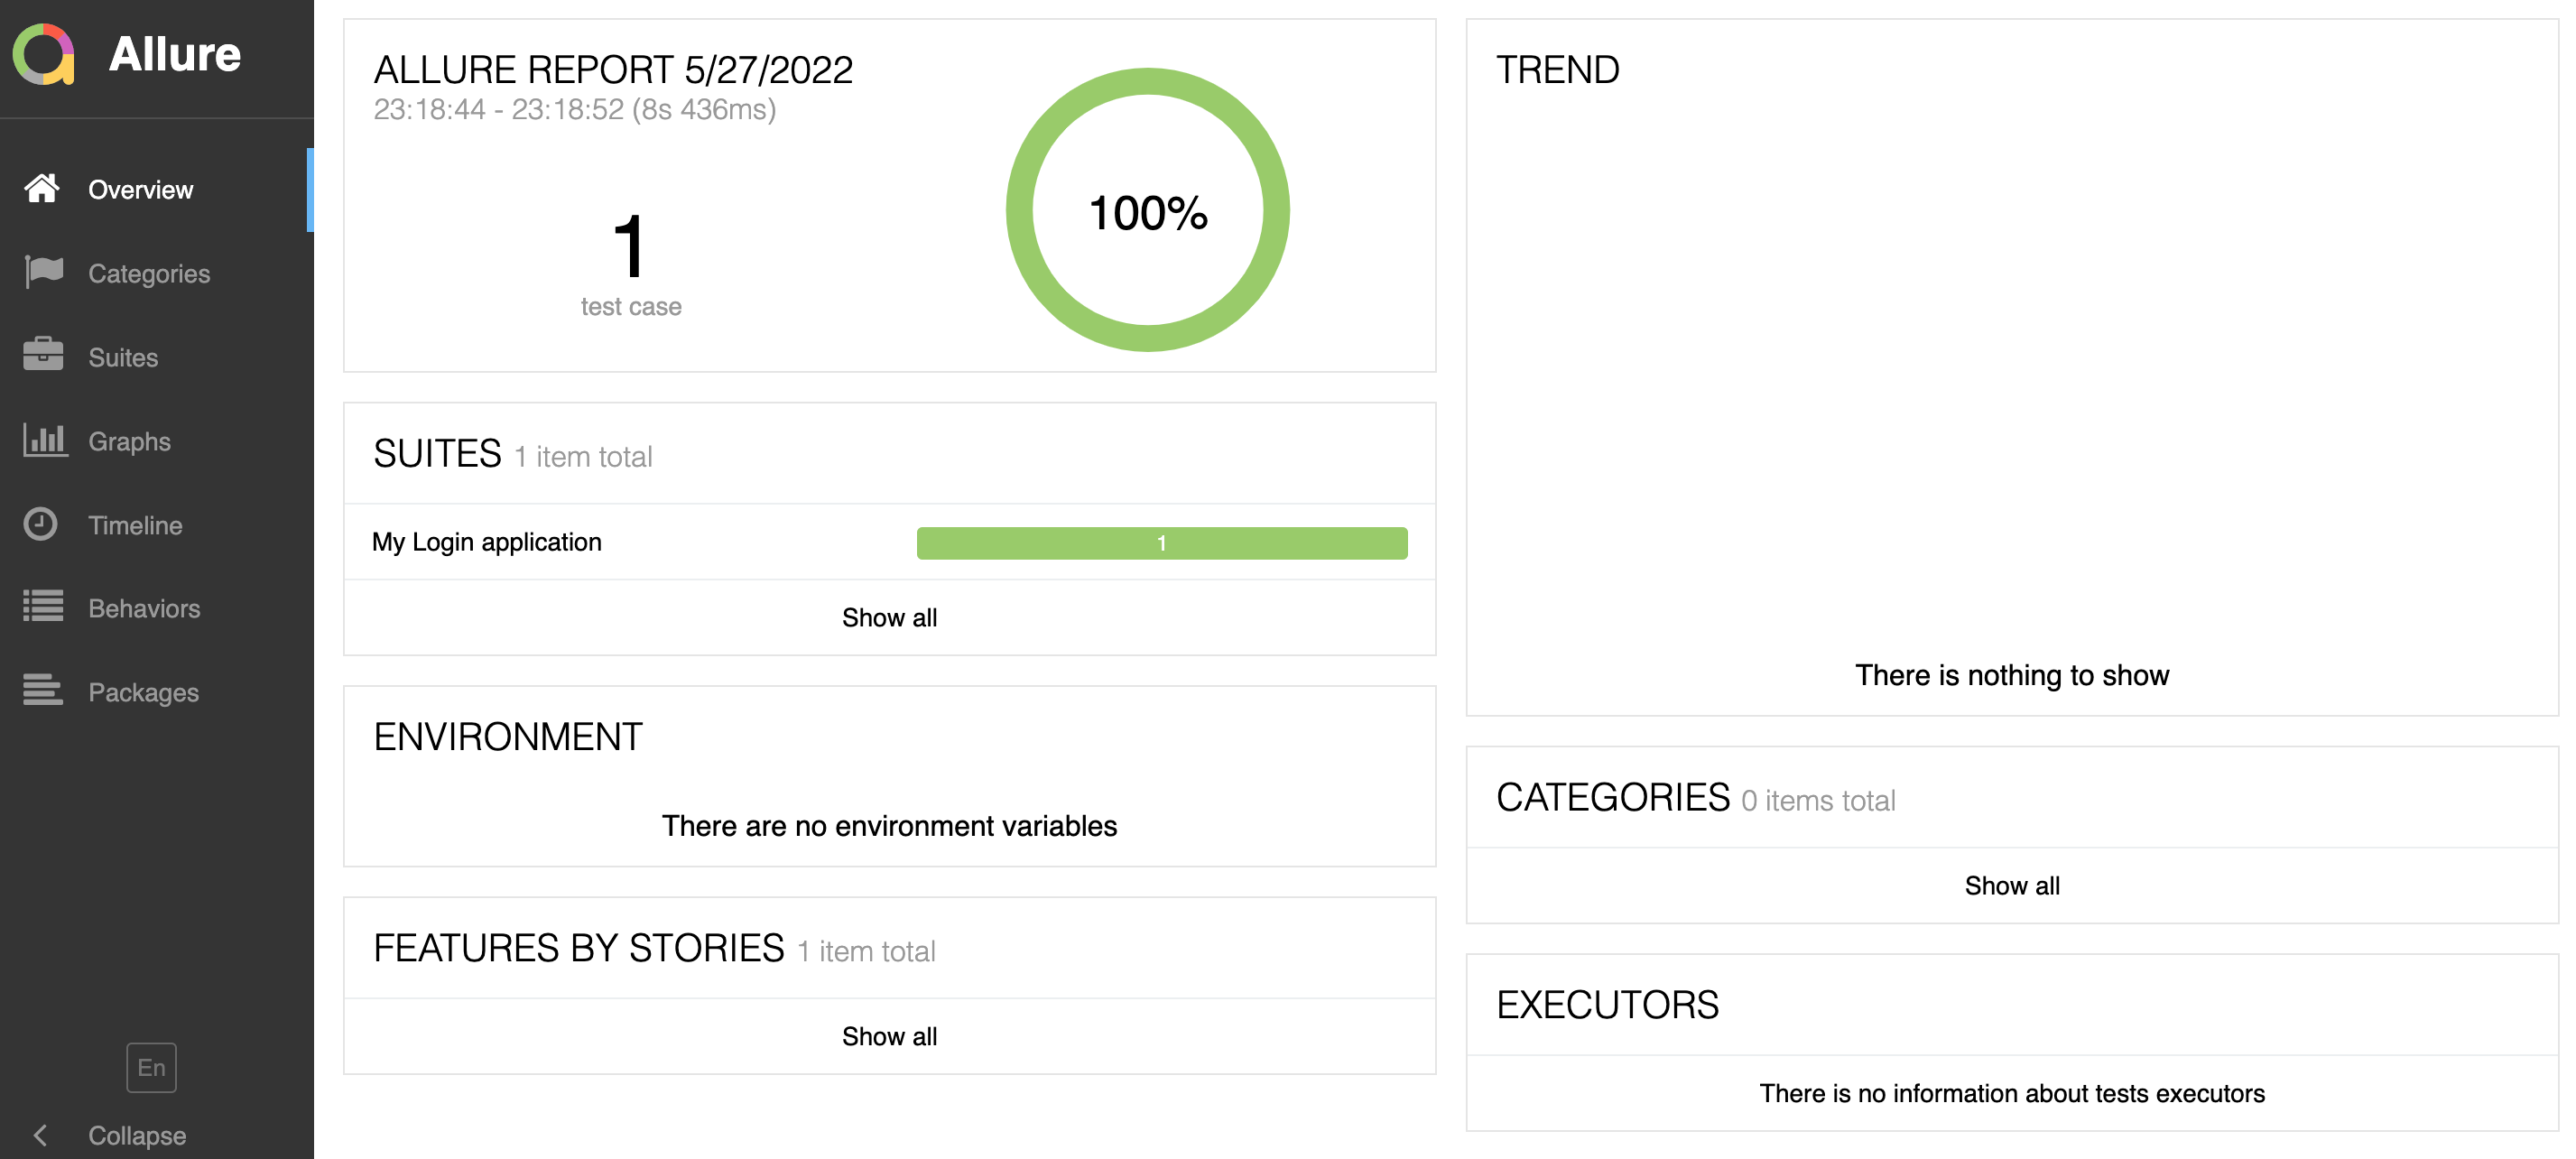 Allure
Overview
Categories
Suites
Graphs
Timeline
Behaviors
Packages
En
Collapse
ALLURE REPORT 5/27/2022
23:18:44 - 23:18:52 (8s 436ms)
1
test case
100%
SUITES 1 item total
My Login application 1
Show all
ENVIRONMENT
There are no environment variables
FEATURES BY STORIES 1 item total
Show all
TREND
There is nothing to show
CATEGORIES 0 items total
Show all
EXECUTORS
There is no information about tests executors